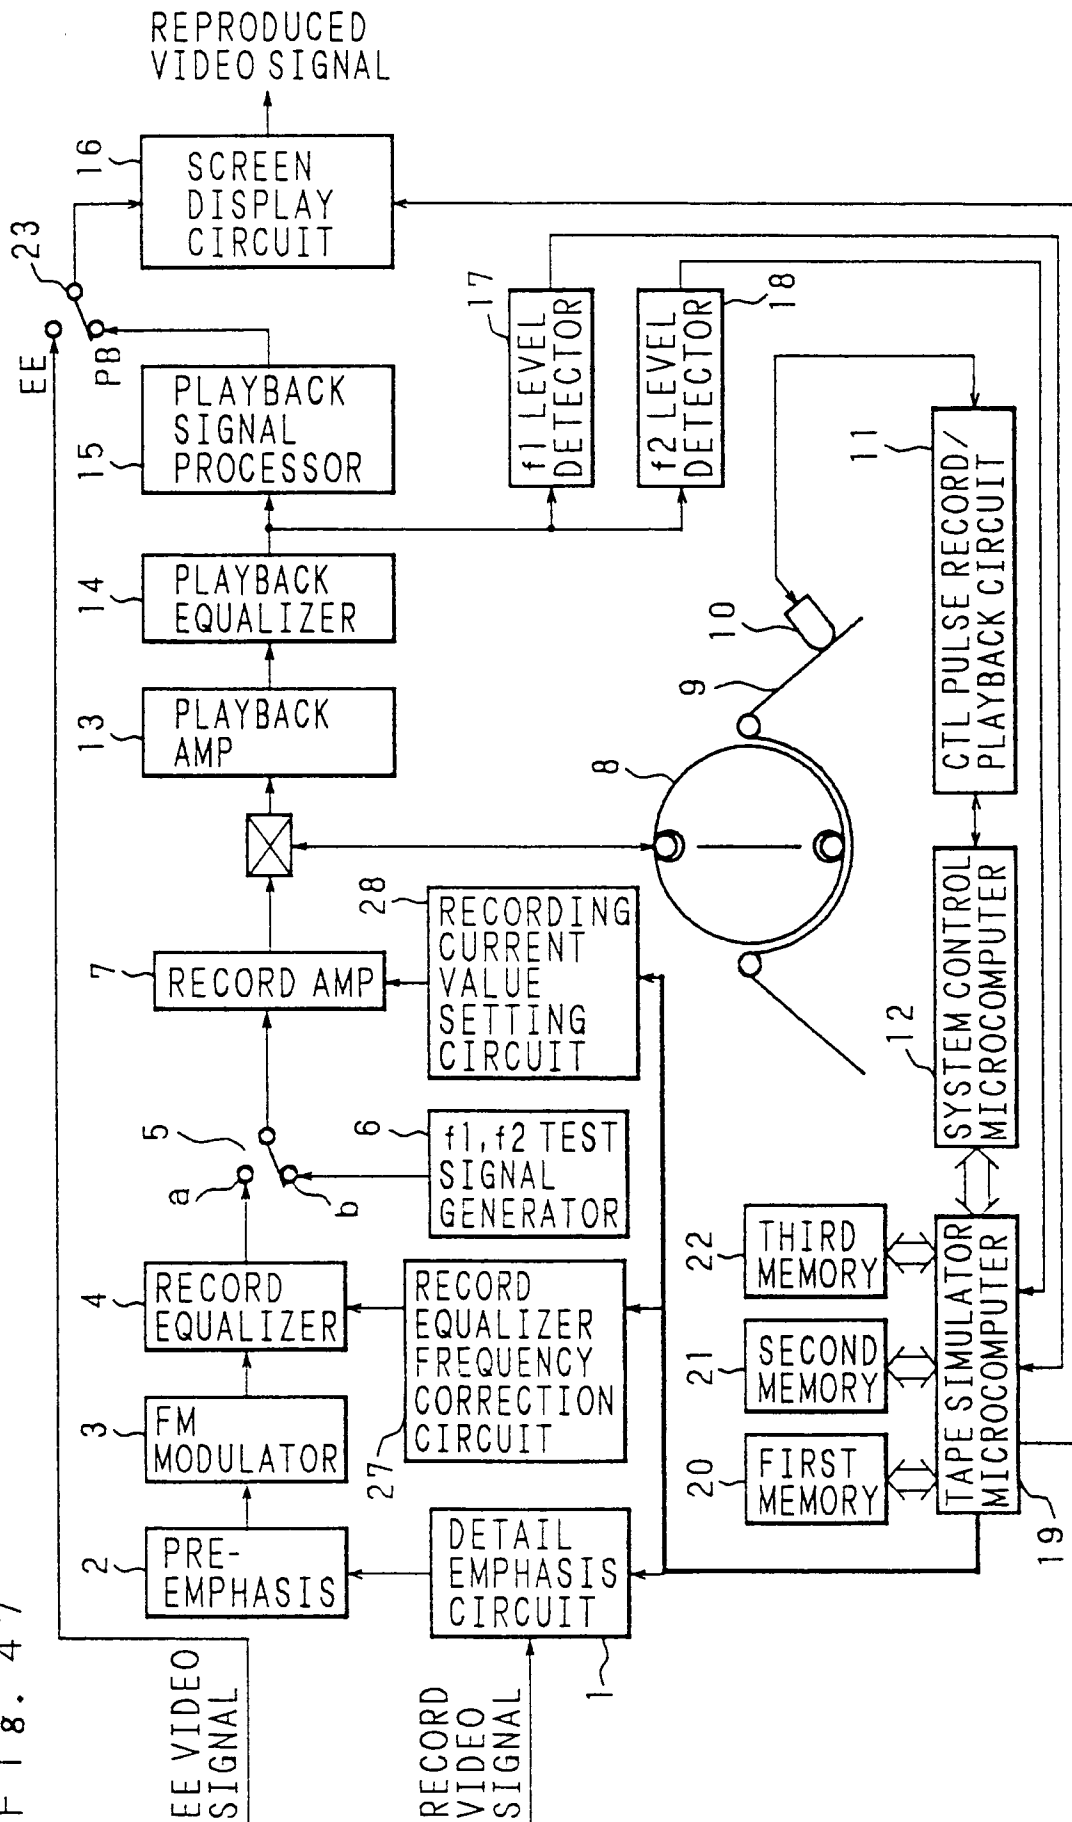 Fig. 47
EE VIDEO
SIGNAL
RECORD
VIDEO
SIGNAL
1
DETAIL
EMPHASIS
CIRCUIT
2
PRE-
EMPHASIS
3
FM
MODULATOR
4
RECORD
EQUALIZER
27
RECORD
EQUALIZER
FREQUENCY
CORRECTION
CIRCUIT
5
a
b
6
f1,f2 TEST
SIGNAL
GENERATOR
7
RECORD AMP
28
RECORDING
CURRENT
VALUE
SETTING
CIRCUIT
8
9
10
13
PLAYBACK
AMP
14
PLAYBACK
EQUALIZER
15
PLAYBACK
SIGNAL
PROCESSOR
EE
PB
23
16
SCREEN
DISPLAY
CIRCUIT
REPRODUCED
VIDEO SIGNAL
17
f1 LEVEL
DETECTOR
18
f2 LEVEL
DETECTOR
11
CTL PULSE RECORD/
PLAYBACK CIRCUIT
12
SYSTEM CONTROL
MICROCOMPUTER
19
TAPE SIMULATOR
MICROCOMPUTER
20
FIRST
MEMORY
21
SECOND
MEMORY
22
THIRD
MEMORY